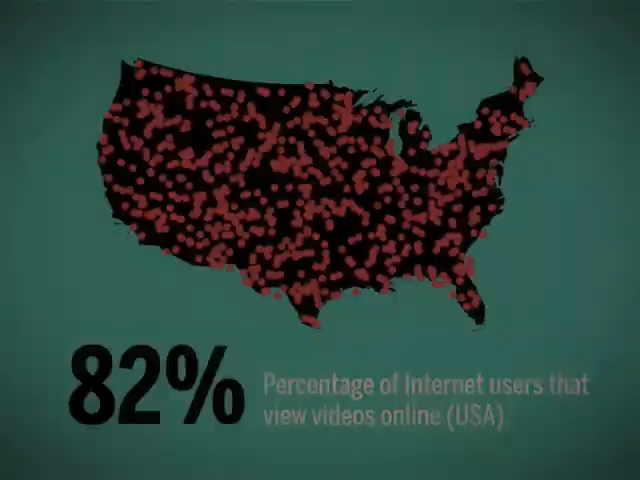 82%
Percentage of Internet users that
view videos online (USA).